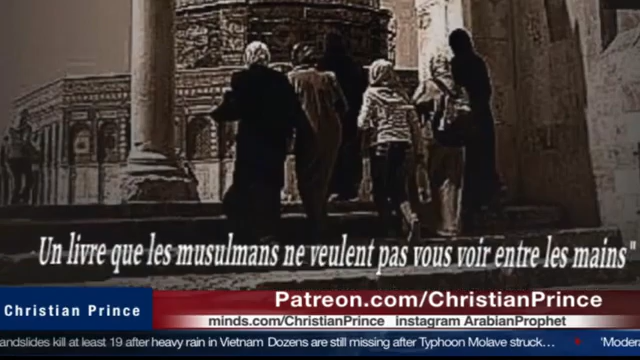 Un livre que les musulmans ne veulent pas vous voir entre les mains"
Christian Prince
Patreon.com/ChristianPrince
minds.com/ChristianPrince instagram ArabianProphet
landslides kill at least 19 after heavy rain in Vietnam Dozens are still missing after Typhoon Molave struck… • 'Moder